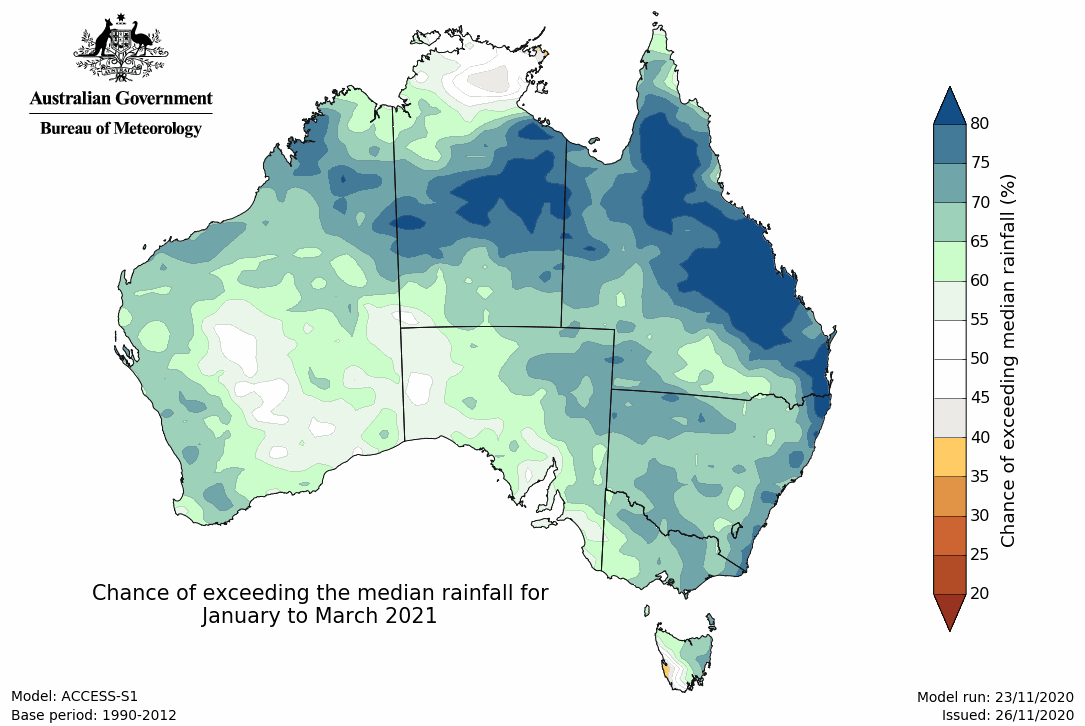 Australian Government
Bureau of Meteorology
80
75
70
65
60
55
50
45
40
35
30
25
20
Chance of exceeding median rainfall (%)
Chance of exceeding the median rainfall for
January to March 2021
Model: ACCESS-S1
Base period: 1990-2012
Model run: 23/11/2020
Issued: 26/11/2020